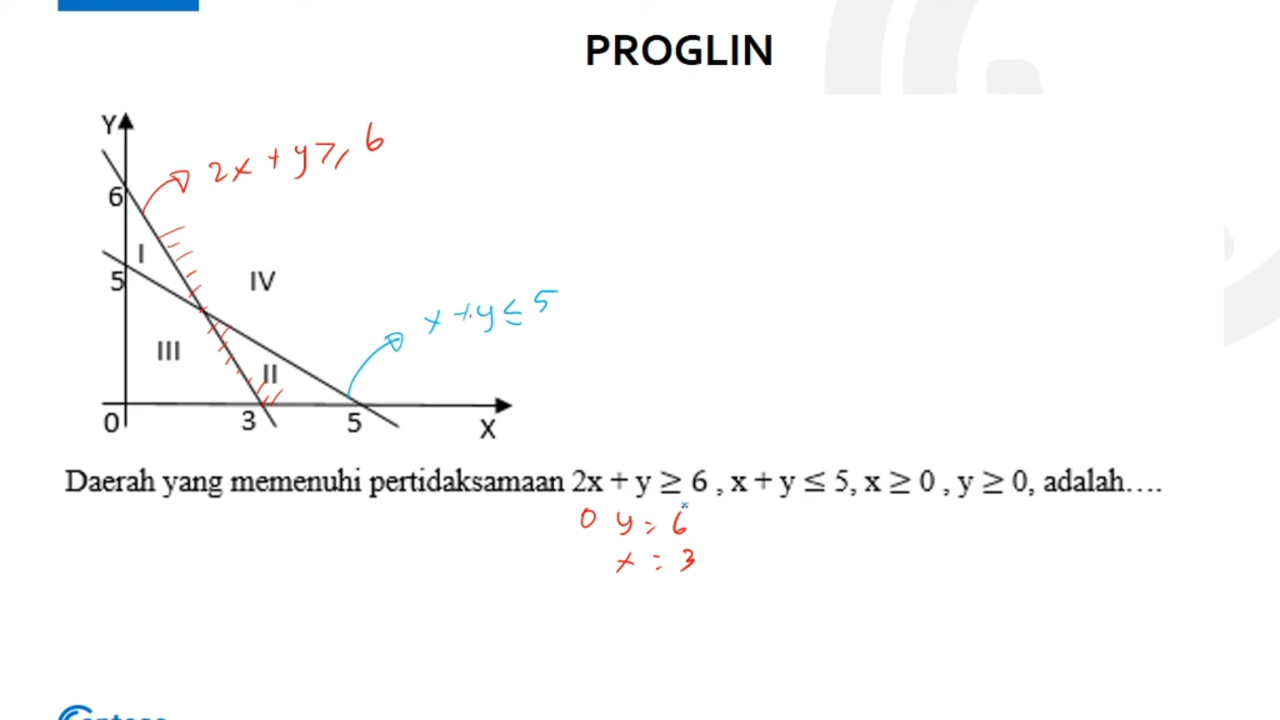 PROGLIN
Y
2x + y ≥ 6
6
I
5
IV
x + y ≤ 5
III
II
0
3
5
X
Daerah yang memenuhi pertidaksamaan 2x + y ≥ 6 , x + y ≤ 5, x ≥ 0 , y ≥ 0, adalah….
0 y = 6
x = 3